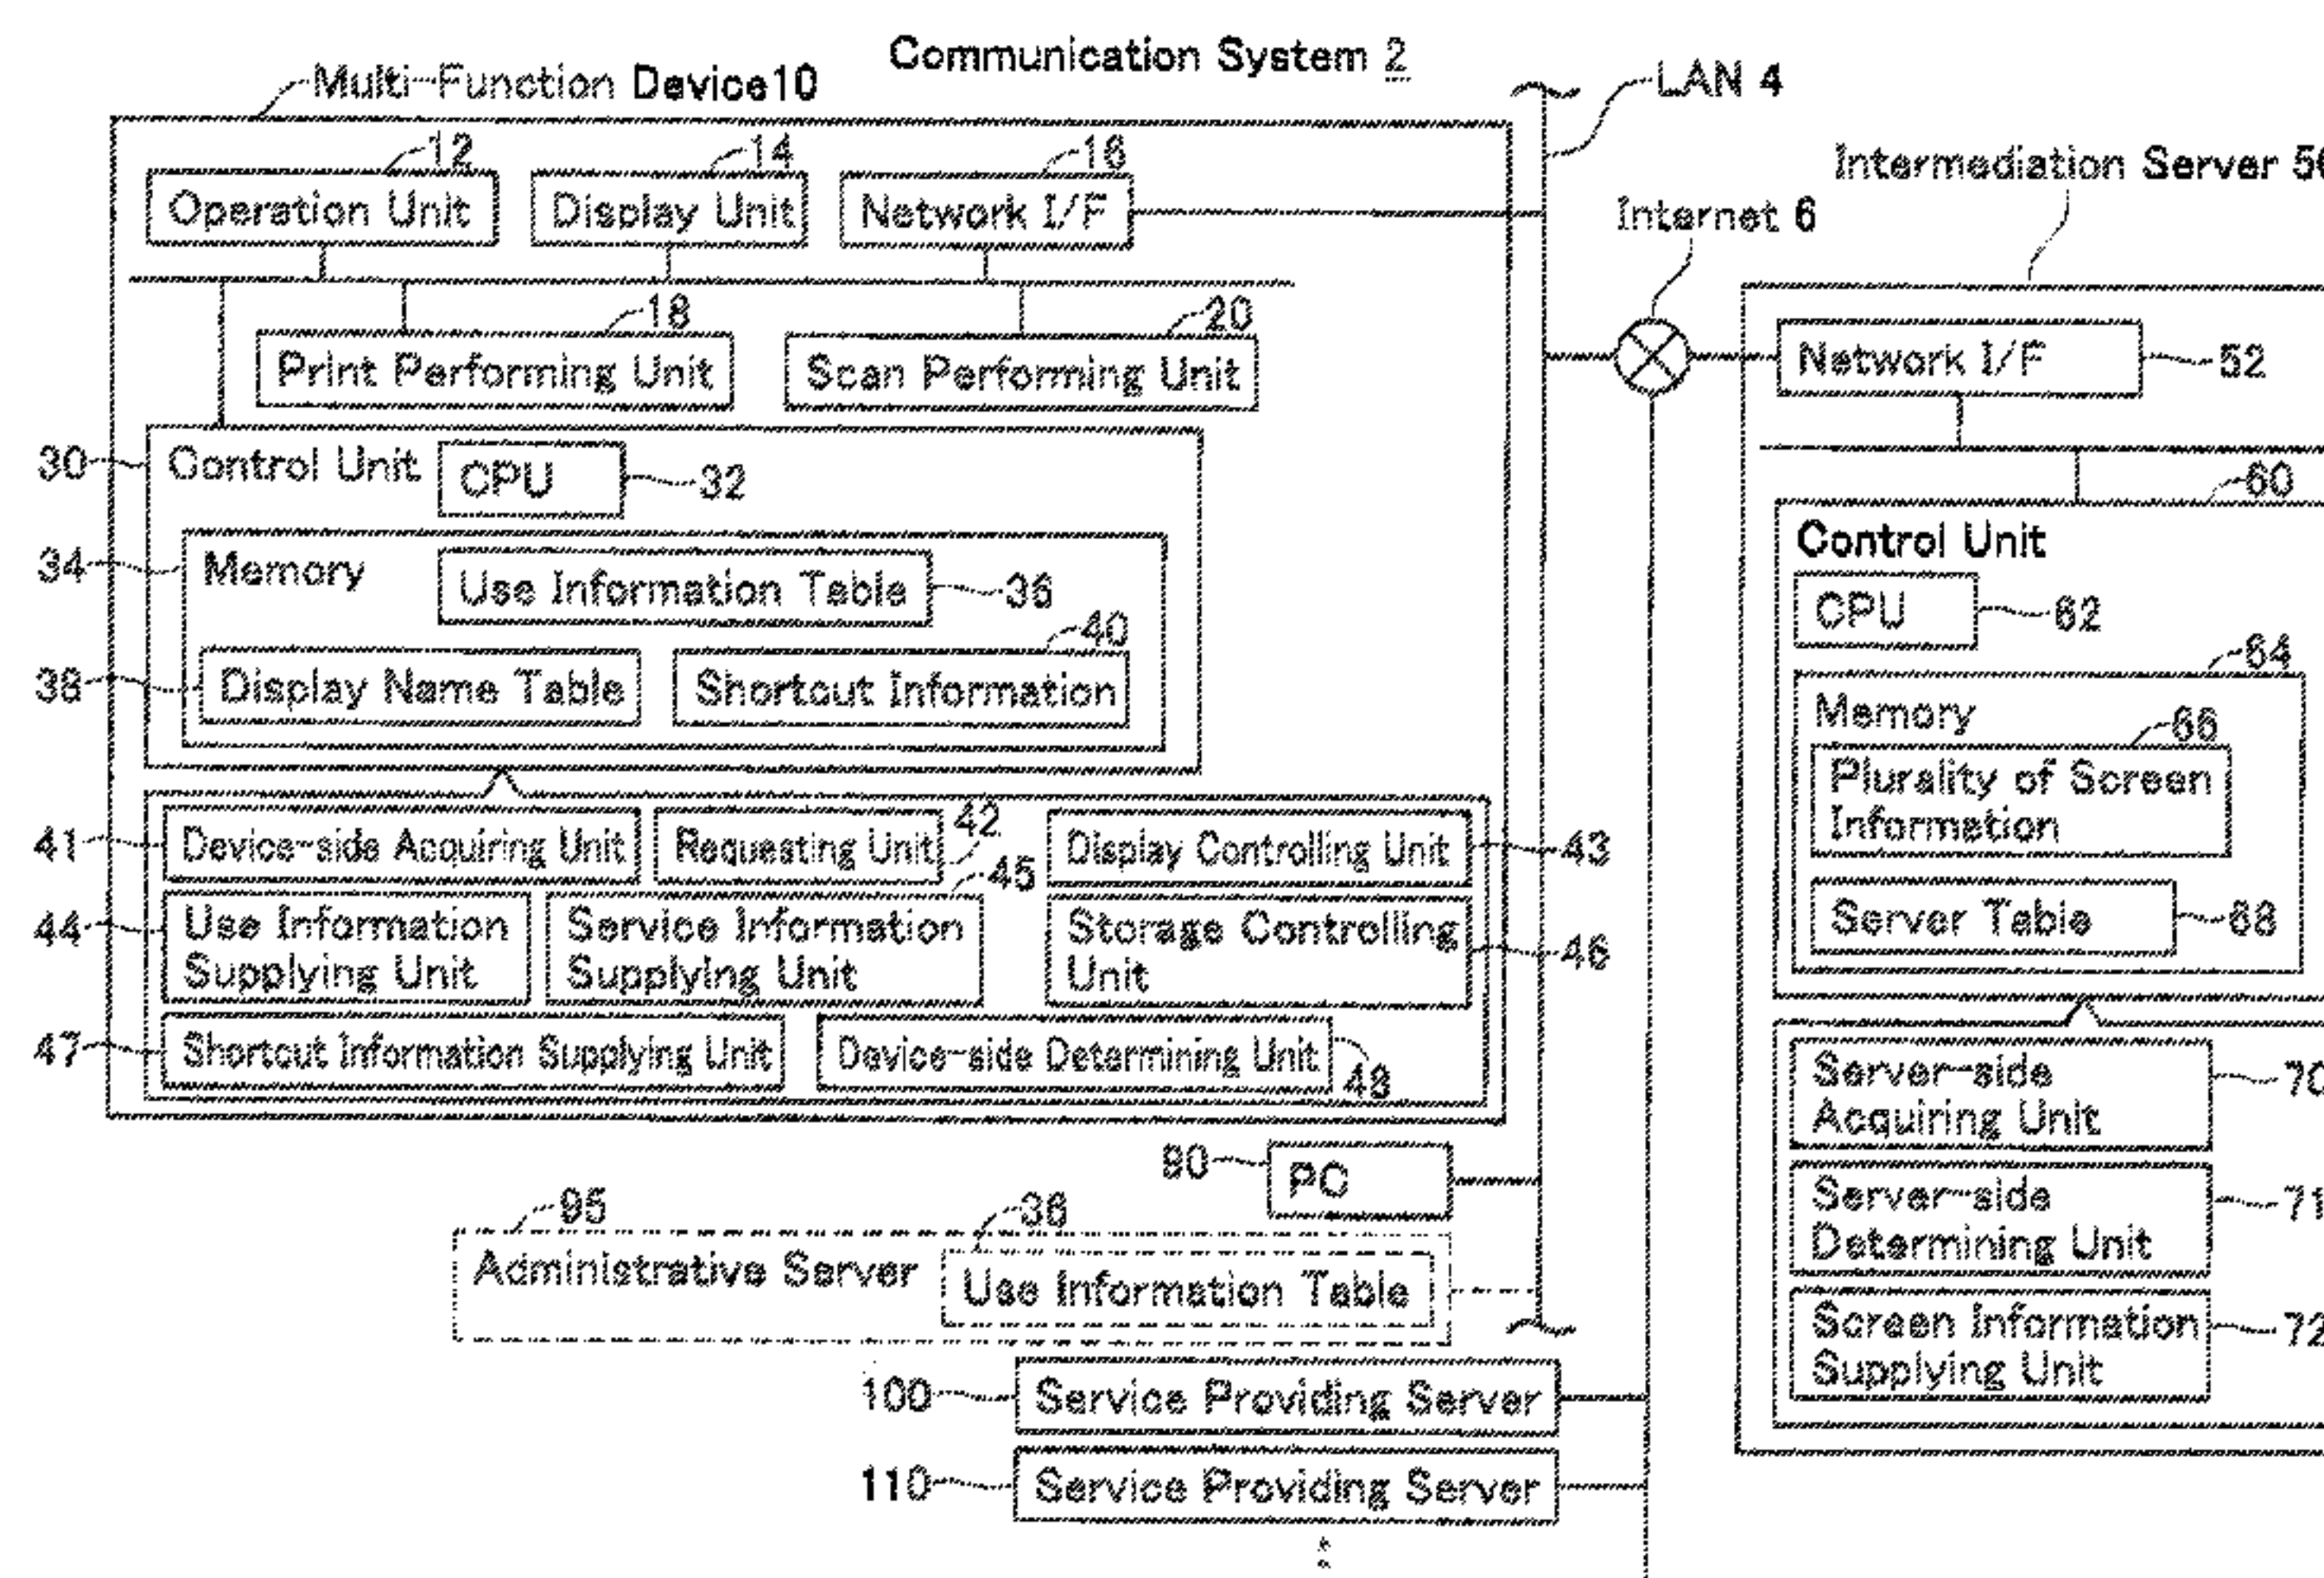 Communication System 2
Multi-Function Device10
LAN 4
12
14
16
Operation Unit
Display Unit
Network I/F
Internet 6
Intermediation Server
18
20
Print Performing Unit
Scan Performing Unit
Network I/F
52
30
Control Unit
CPU
32
34
Memory
Use Information Table
36
40
38
Display Name Table
Shortcut Information
60
Control Unit
CPU
62
64
Memory
66
Plurality of Screen
Information
Server Table
68
41
Device-side Acquiring Unit
Requesting Unit
42
Display Controlling Unit
43
44
Use Information
Supplying Unit
45
Service Information
Supplying Unit
Storage Controlling
Unit
46
47
Shortcut Information Supplying Unit
Device-side Determining Unit
48
Server-side
Acquiring Unit
70
Server-side
Determining Unit
71
Screen Information
Supplying Unit
72
PC
95
Administrative Server
36
Use Information Table
100
Service Providing Server
110
Service Providing Server